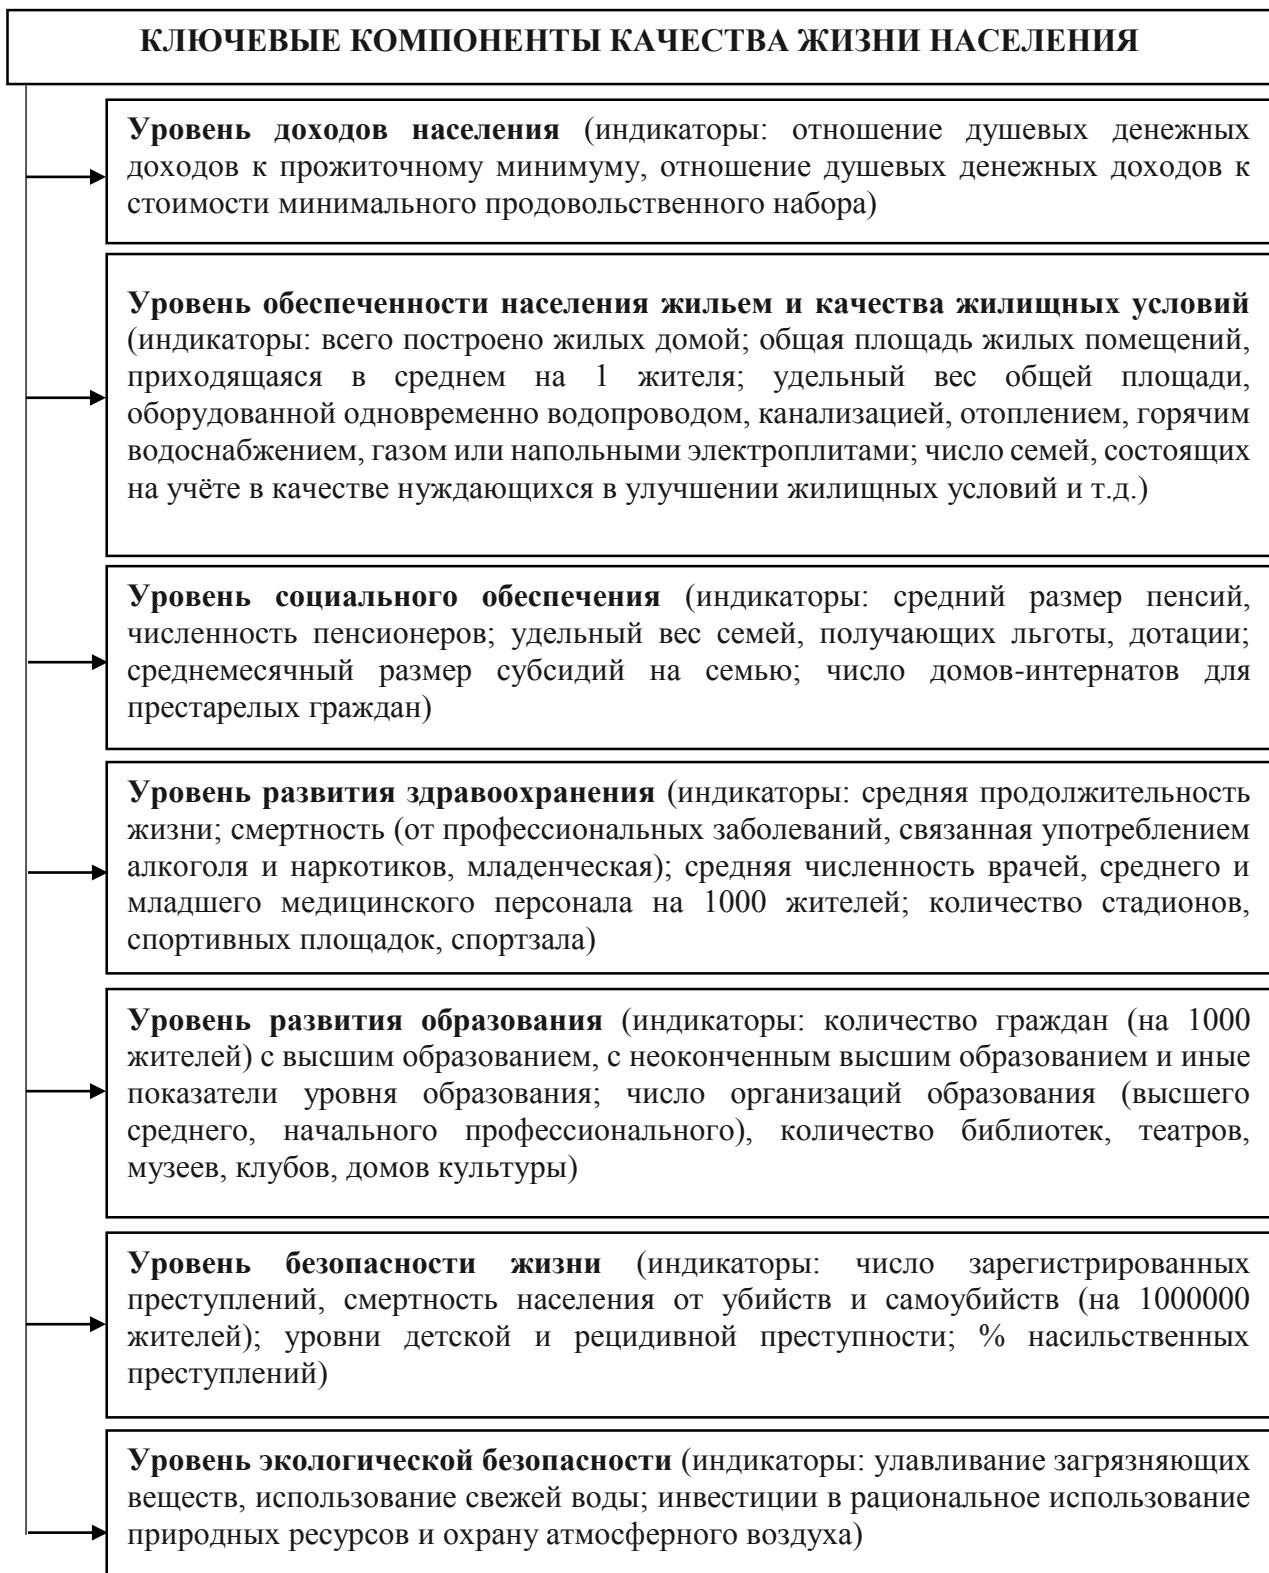 КЛЮЧЕВЫЕ КОМПОНЕНТЫ КАЧЕСТВА ЖИЗНИ НАСЕЛЕНИЯ
Уровень доходов населения (индикаторы: отношение душевых денежных
доходов к прожиточному минимуму, отношение душевых денежных доходов к
стоимости минимального продовольственного набора)
Уровень обеспеченности населения жильем и качества жилищных условий
(индикаторы: всего построено жилых домой; общая площадь жилых помещений,
приходящаяся в среднем на 1 жителя; удельный вес общей площади,
оборудованной одновременно водопроводом, канализацией, отоплением, горячим
водоснабжением, газом или напольными электроплитами; число семей, состоящих
на учёте в качестве нуждающихся в улучшении жилищных условий и т.д.)
Уровень социального обеспечения (индикаторы: средний размер пенсий,
численность пенсионеров; удельный вес семей, получающих льготы, дотации;
среднемесячный размер субсидий на семью; число домов-интернатов для
престарелых граждан)
Уровень развития здравоохранения (индикаторы: средняя продолжительность
жизни; смертность (от профессиональных заболеваний, связанная употреблением
алкоголя и наркотиков, младенческая); средняя численность врачей, среднего и
младшего медицинского персонала на 1000 жителей; количество стадионов,
спортивных площадок, спортзала)
Уровень развития образования (индикаторы: количество граждан (на 1000
жителей) с высшим образованием, с неоконченным высшим образованием и иные
показатели уровня образования; число организаций образования (высшего
среднего, начального профессионального), количество библиотек, театров,
музеев, клубов, домов культуры)
Уровень безопасности жизни (индикаторы: число зарегистрированных
преступлений, смертность населения от убийств и самоубийств (на 1000000
жителей); уровни детской и рецидивной преступности; % насильственных
преступлений)
Уровень экологической безопасности (индикаторы: улавливание загрязняющих
веществ, использование свежей воды; инвестиции в рациональное использование
природных ресурсов и охрану атмосферного воздуха)